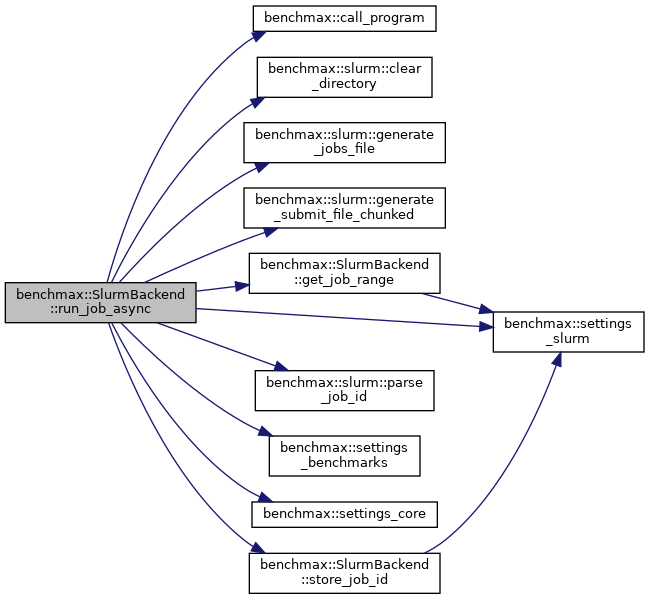 benchmax::call_program
benchmax::slurm::clear
_directory
benchmax::slurm::generate
_jobs_file
benchmax::slurm::generate
_submit_file_chunked
benchmax::SlurmBackend
::get_job_range
benchmax::SlurmBackend
::run_job_async
benchmax::settings
_slurm
benchmax::slurm::parse
_job_id
benchmax::settings
_benchmarks
benchmax::settings_core
benchmax::SlurmBackend
::store_job_id